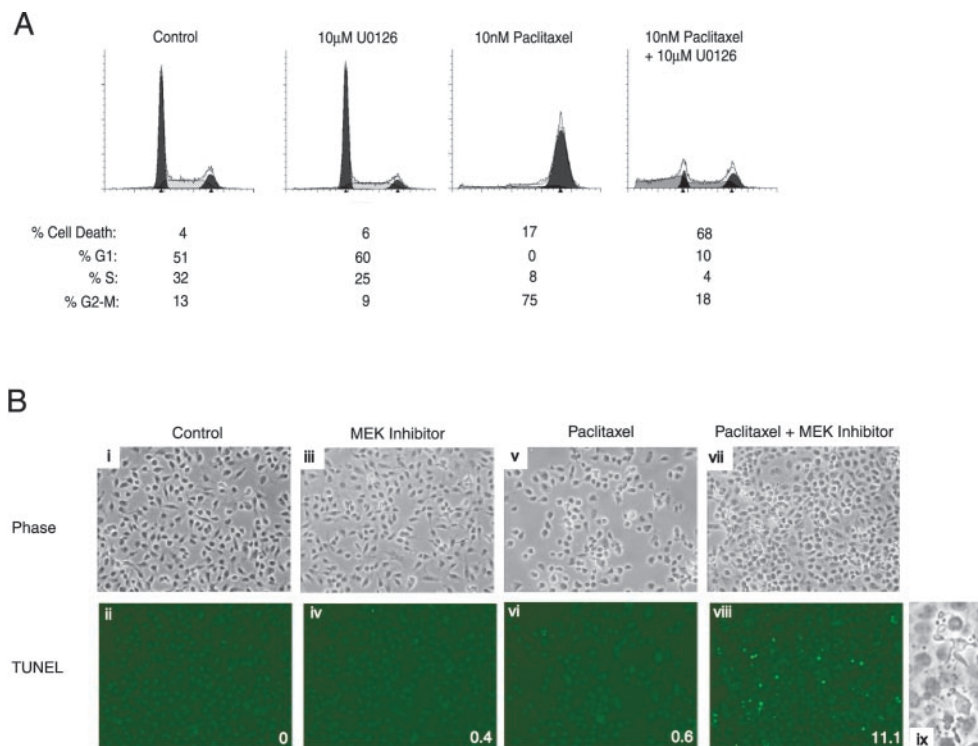 A
Control
10µM U0126
10nM Paclitaxel
10nM Paclitaxel
+ 10µM U0126
% Cell Death: 4 6 17 68
% G1: 51 60 0 10
% S: 32 25 8 4
% G2-M: 13 9 75 18
B
Control MEK Inhibitor Paclitaxel Paclitaxel + MEK Inhibitor
i iii v vii
Phase
ii iv vi viii
TUNEL
0 0.4 0.6 11.1 ix